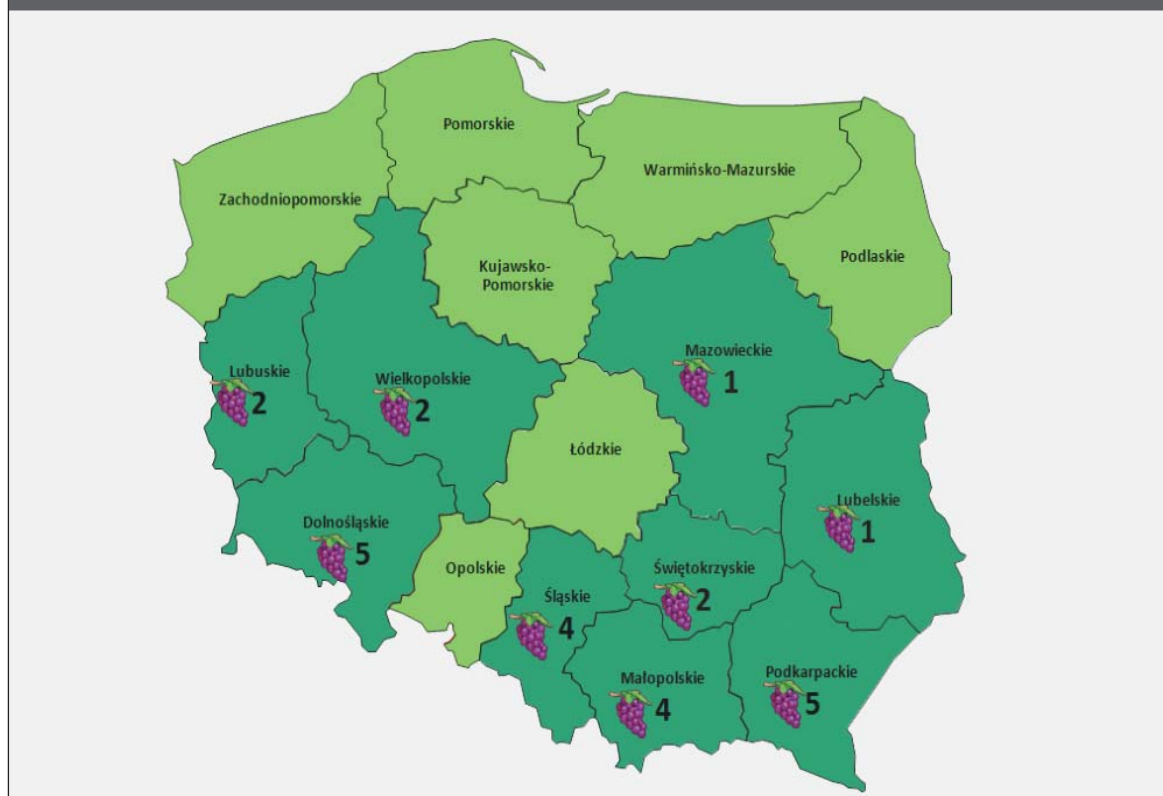 Pomorskie
Warmińsko-Mazurskie
Zachodniopomorskie
Podlaskie
Kujawsko-
Pomorskie
Mazowieckie
1
Lubuskie
2
Wielkopolskie
2
Łódzkie
Lubelskie
1
Dolnośląskie
5
Opolskie
Śląskie
4
Świętokrzyskie
2
Małopolskie
4
Podkarpackie
5